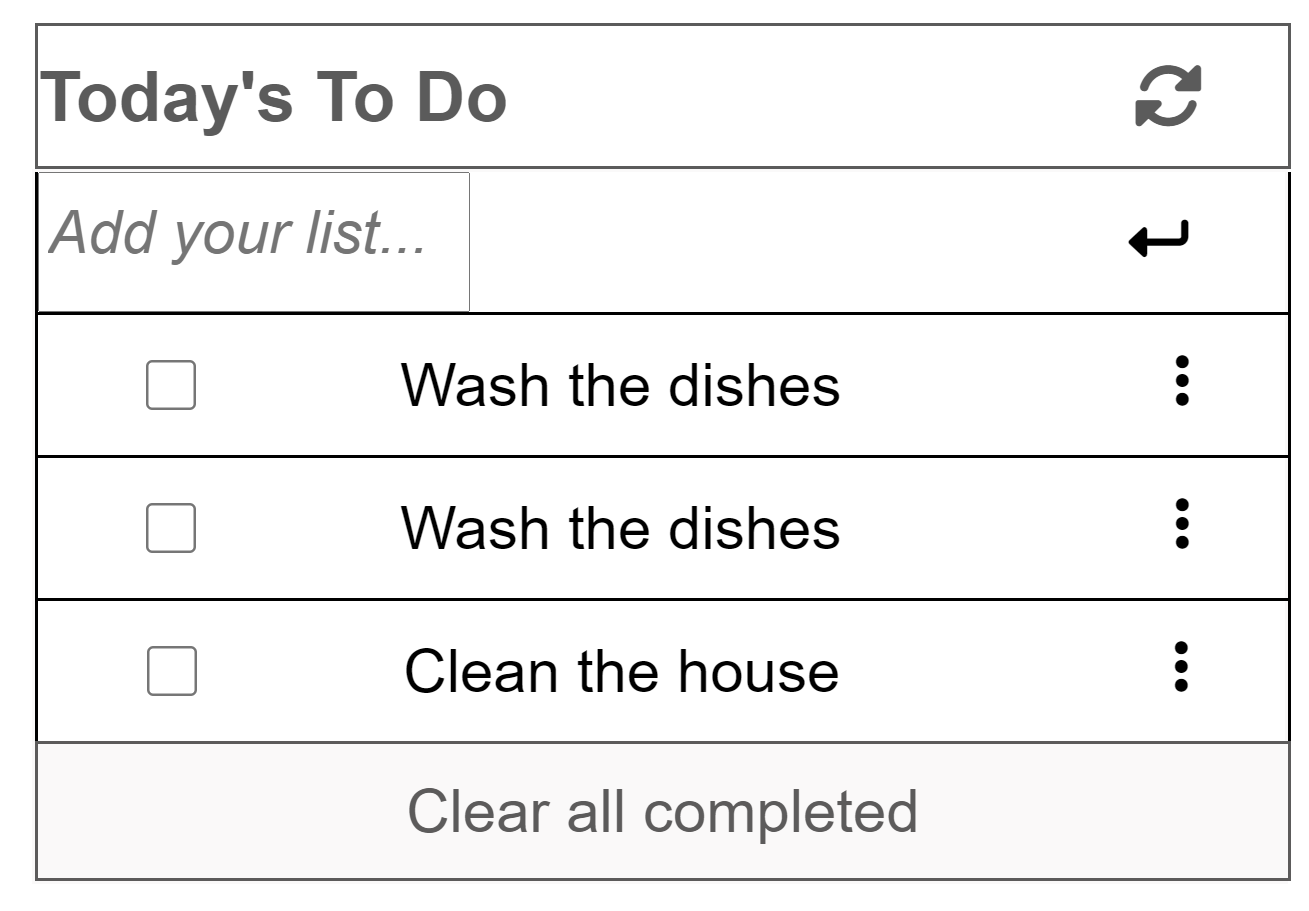 Today's To Do
Add your list...
Wash the dishes
Wash the dishes
Clean the house
Clear all completed